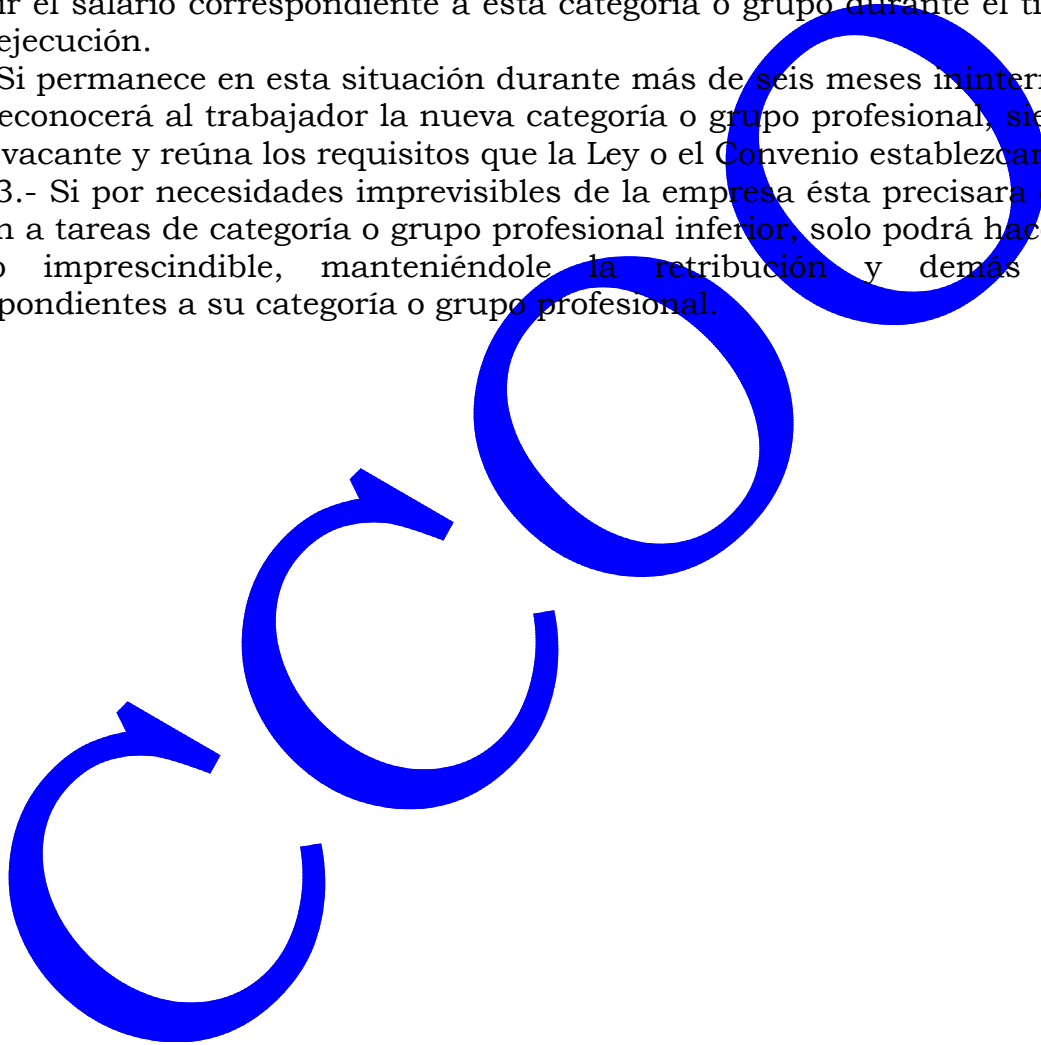 ir el salario correspondiente a esta categoría o grupo durante el ti
ejecución.
Si permanece en esta situación durante más de seis meses ininterr
econocerá al trabajador la nueva categoría o grupo profesional, sie
vacante y reúna los requisitos que la Ley o el Convenio establezcan
3.- Si por necesidades imprevisibles de la empresa ésta precisara
n a tareas de categoría o grupo profesional inferior, solo podrá hace
o imprescindible, manteniéndole la retribución y demás
pondientes a su categoría o grupo profesional.
CCOO